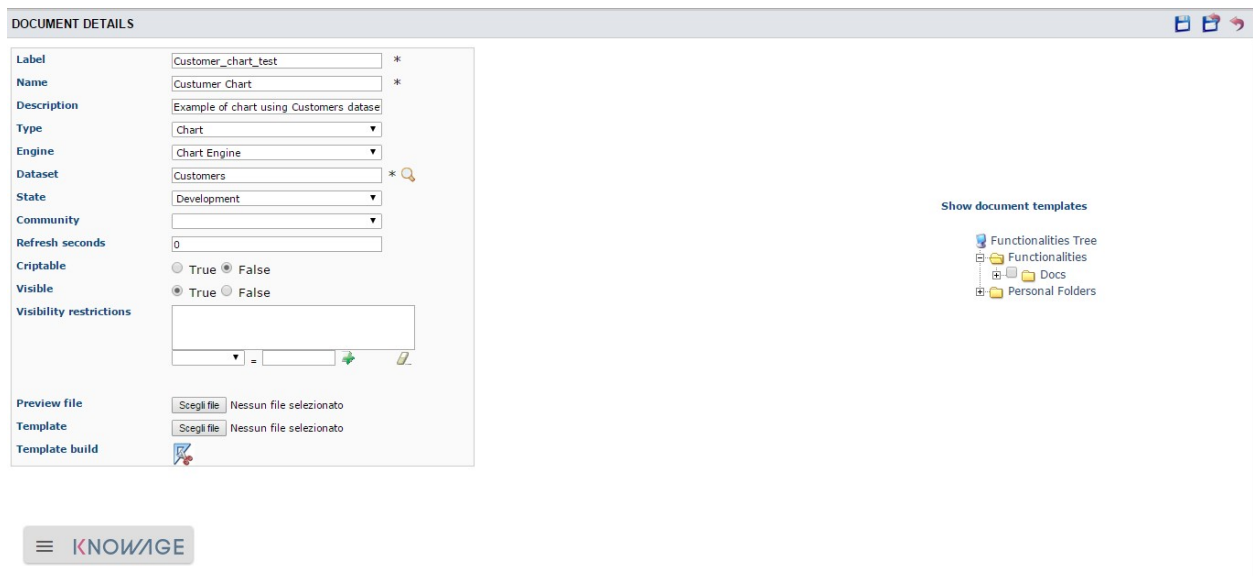 DOCUMENT DETAILS
Label Customer_chart_test *
Name Custumer Chart *
Description Example of chart using Customers datase
Type Chart
Engine Chart Engine
Dataset Customers *
State Development
Community
Refresh seconds 0
Criptable True False
Visible True False
Visibility restrictions
=
Preview file Scegli file Nessun file selezionato
Template Scegli file Nessun file selezionato
Template build
Show document templates
Functionalities Tree
Functionalities
Docs
Personal Folders
KNOWAGE